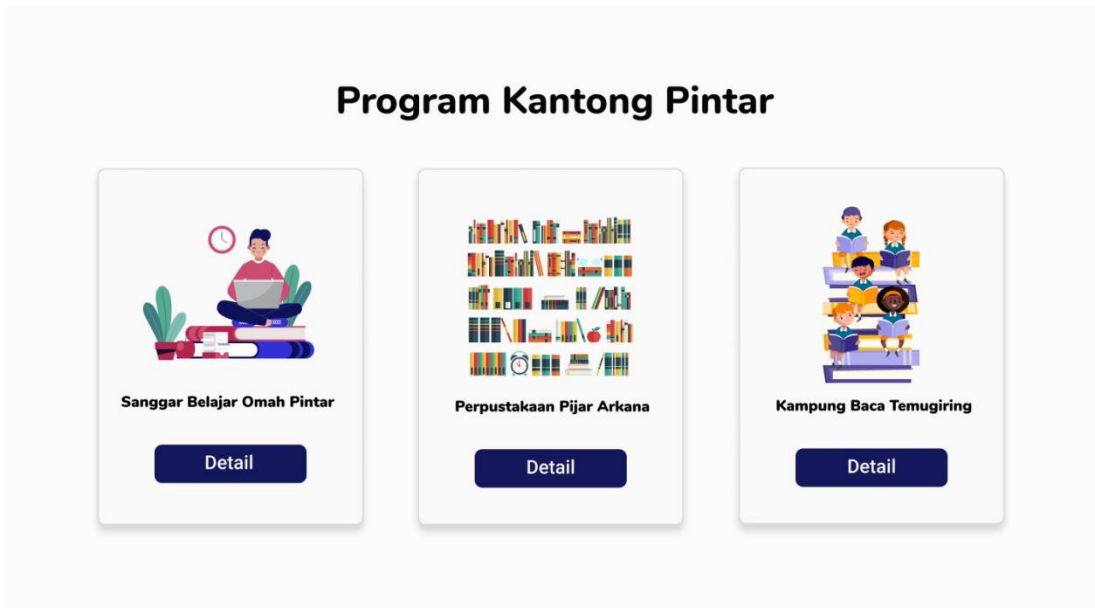 Program Kantong Pintar
Sanggar Belajar Omah Pintar
Detail
Perpustakaan Pijar Arkana
Detail
Kampung Baca Temugiring
Detail